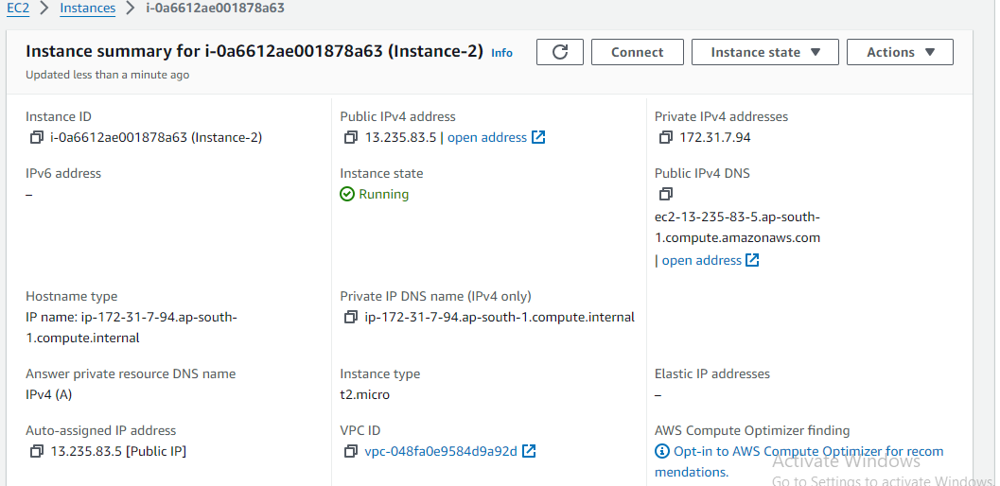 EC2 > Instances > i-0a6612ae001878a63
Instance summary for i-0a6612ae001878a63 (Instance-2) Info
Connect
Instance state ▼
Actions ▼
Updated less than a minute ago
Instance ID
i-0a6612ae001878a63 (Instance-2)
Public IPv4 address
13.235.83.5 | open address
Private IPv4 addresses
172.31.7.94
IPv6 address
–
Instance state
Running
Public IPv4 DNS
ec2-13-235-83-5.ap-south-
1.compute.amazonaws.com
| open address
Hostname type
IP name: ip-172-31-7-94.ap-south-
1.compute.internal
Private IP DNS name (IPv4 only)
ip-172-31-7-94.ap-south-1.compute.internal
Answer private resource DNS name
IPv4 (A)
Instance type
t2.micro
Elastic IP addresses
–
Auto-assigned IP address
13.235.83.5 [Public IP]
VPC ID
vpc-048fa0e9584d9a92d
AWS Compute Optimizer finding
Opt-in to AWS Compute Optimizer for recom
mendations.
Activate Windows
Go to Settings to activate Windows.